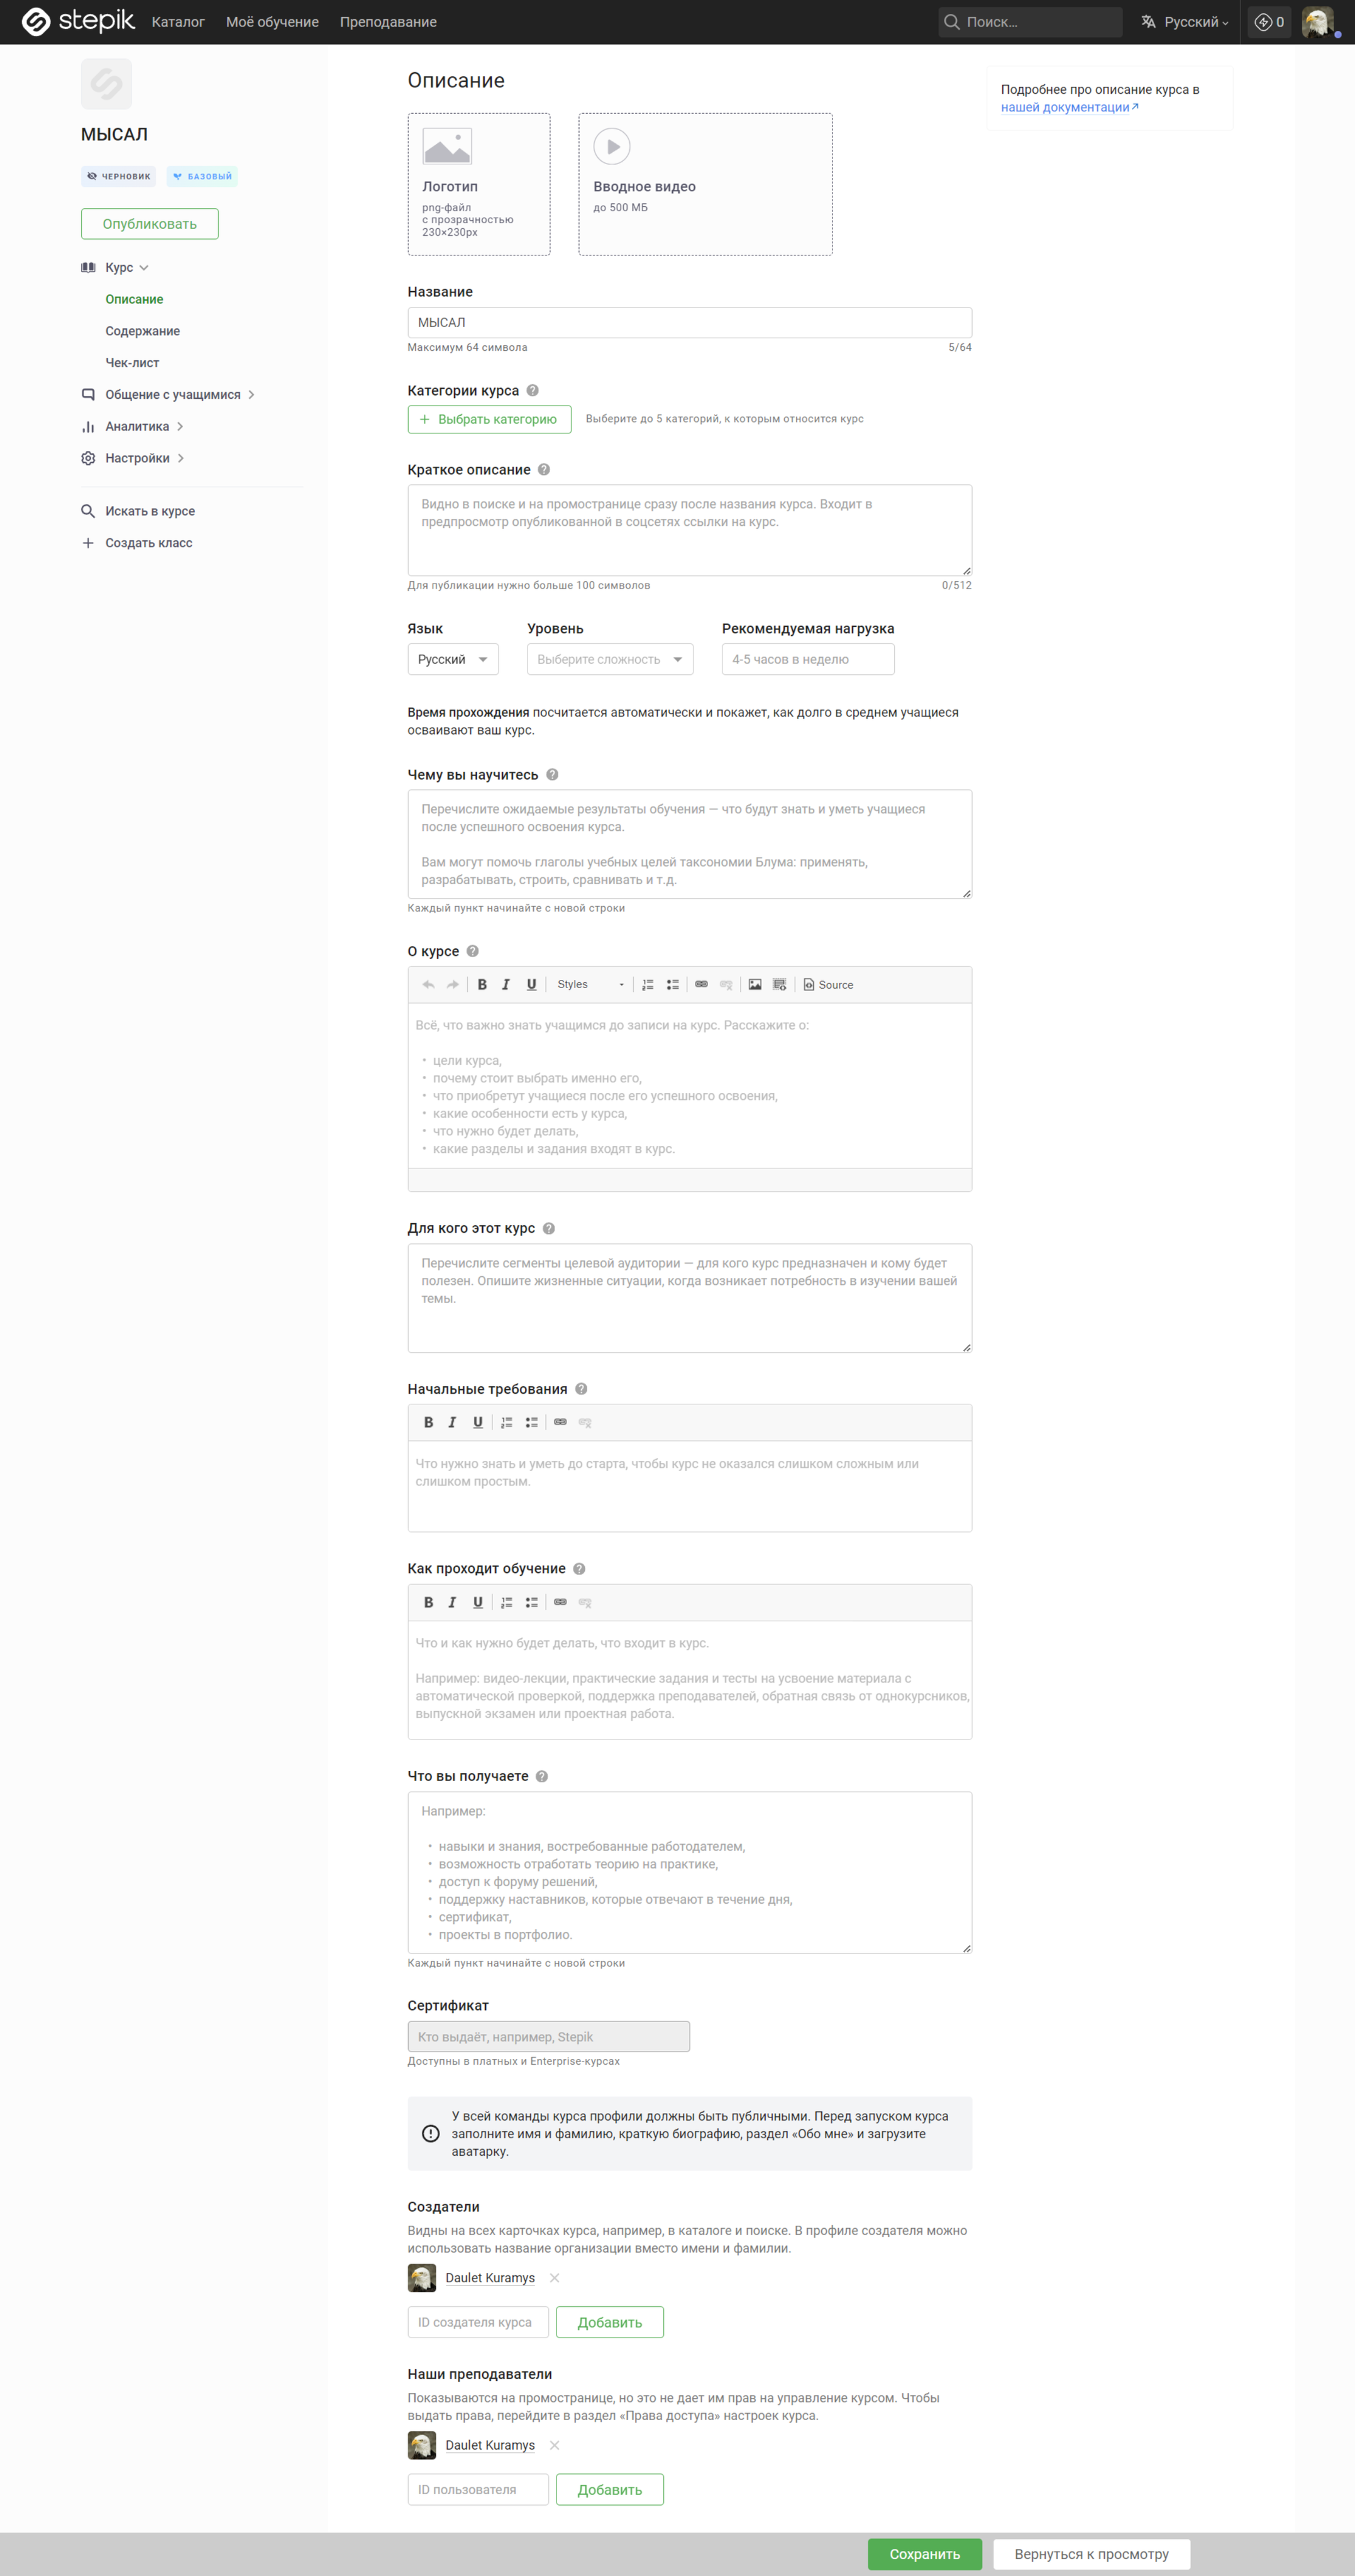 stepik Каталог Моё обучение Преподавание Поиск... Русский 0
МЫСАЛ
ЧЕРНОВИК БАЗОВЫЙ
Опубликовать
Курс
Описание
Содержание
Чек-лист
Общение с учащимися
Аналитика
Настройки
Искать в курсе
Создать класс
Описание
Логотип
png-файл
с прозрачностью
230×230px
Вводное видео
до 500 МБ
Подробнее про описание курса в
нашей документации
Название
МЫСАЛ
Максимум 64 символа 5/64
Категории курса ?
+ Выбрать категорию Выберите до 5 категорий, к которым относится курс
Краткое описание ?
Видно в поиске и на промостранице сразу после названия курса. Входит в
предпросмотр опубликованной в соцсетях ссылки на курс.
Для публикации нужно больше 100 символов 0/512
Язык Уровень Рекомендуемая нагрузка
Русский Выберите сложность 4-5 часов в неделю
Время прохождения посчитается автоматически и покажет, как долго в среднем учащиеся
осваивают ваш курс.
Чему вы научитесь ?
Перечислите ожидаемые результаты обучения — что будут знать и уметь учащиеся
после успешного освоения курса.
Вам могут помочь глаголы учебных целей таксономии Блума: применять,
разрабатывать, строить, сравнивать и т.д.
Каждый пункт начинайте с новой строки
О курсе ?
B I U Styles Source
Всё, что важно знать учащимся до записи на курс. Расскажите о:
• цели курса,
• почему стоит выбрать именно его,
• что приобретут учащиеся после его успешного освоения,
• какие особенности есть у курса,
• что нужно будет делать,
• какие разделы и задания входят в курс.
Для кого этот курс ?
Перечислите сегменты целевой аудитории — для кого курс предназначен и кому будет
полезен. Опишите жизненные ситуации, когда возникает потребность в изучении вашей
темы.
Начальные требования ?
B I U
Что нужно знать и уметь до старта, чтобы курс не оказался слишком сложным или
слишком простым.
Как проходит обучение ?
B I U
Что и как нужно будет делать, что входит в курс.
Например: видео-лекции, практические задания и тесты на усвоение материала с
автоматической проверкой, поддержка преподавателей, обратная связь от однокурсников,
выпускной экзамен или проектная работа.
Что вы получаете ?
Например:
• навыки и знания, востребованные работодателем,
• возможность отработать теорию на практике,
• доступ к форуму решений,
• поддержку наставников, которые отвечают в течение дня,
• сертификат,
• проекты в портфолио.
Каждый пункт начинайте с новой строки
Сертификат
Кто выдаёт, например, Stepik
Доступны в платных и Enterprise-курсах
У всей команды курса профили должны быть публичными. Перед запуском курса
заполните имя и фамилию, краткую биографию, раздел «Обо мне» и загрузите
аватарку.
Создатели
Видны на всех карточках курса, например, в каталоге и поиске. В профиле создателя можно
использовать название организации вместо имени и фамилии.
Daulet Kuramys
ID создателя курса Добавить
Наши преподаватели
Показываются на промостранице, но это не дает им прав на управление курсом. Чтобы
выдать права, перейдите в раздел «Права доступа» настроек курса.
Daulet Kuramys
ID пользователя Добавить
Сохранить Вернуться к просмотру